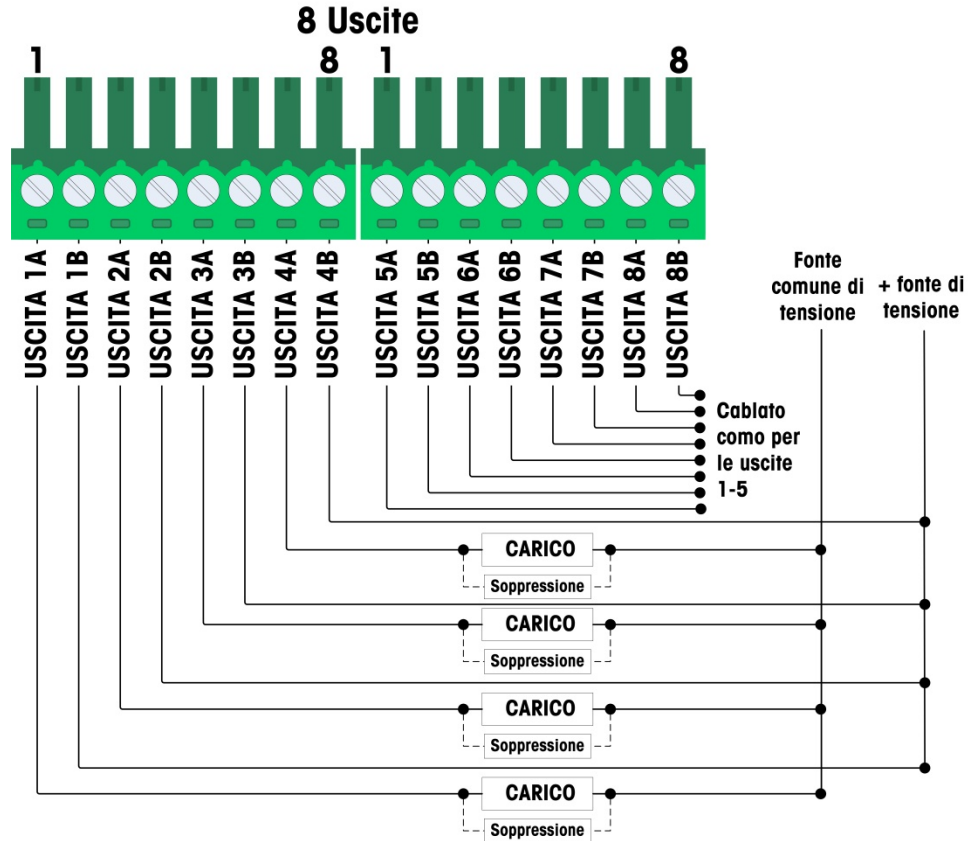 8 Uscite
1
8
1
8
USCITA 1A
USCITA 1B
USCITA 2A
USCITA 2B
USCITA 3A
USCITA 3B
USCITA 4A
USCITA 4B
USCITA 5A
USCITA 5B
USCITA 6A
USCITA 6B
USCITA 7A
USCITA 7B
USCITA 8A
USCITA 8B
Fonte
comune di
tensione
+ fonte di
tensione
Cablato
como per
le uscite
1-5
CARICO
Soppressione
CARICO
Soppressione
CARICO
Soppressione
CARICO
Soppressione